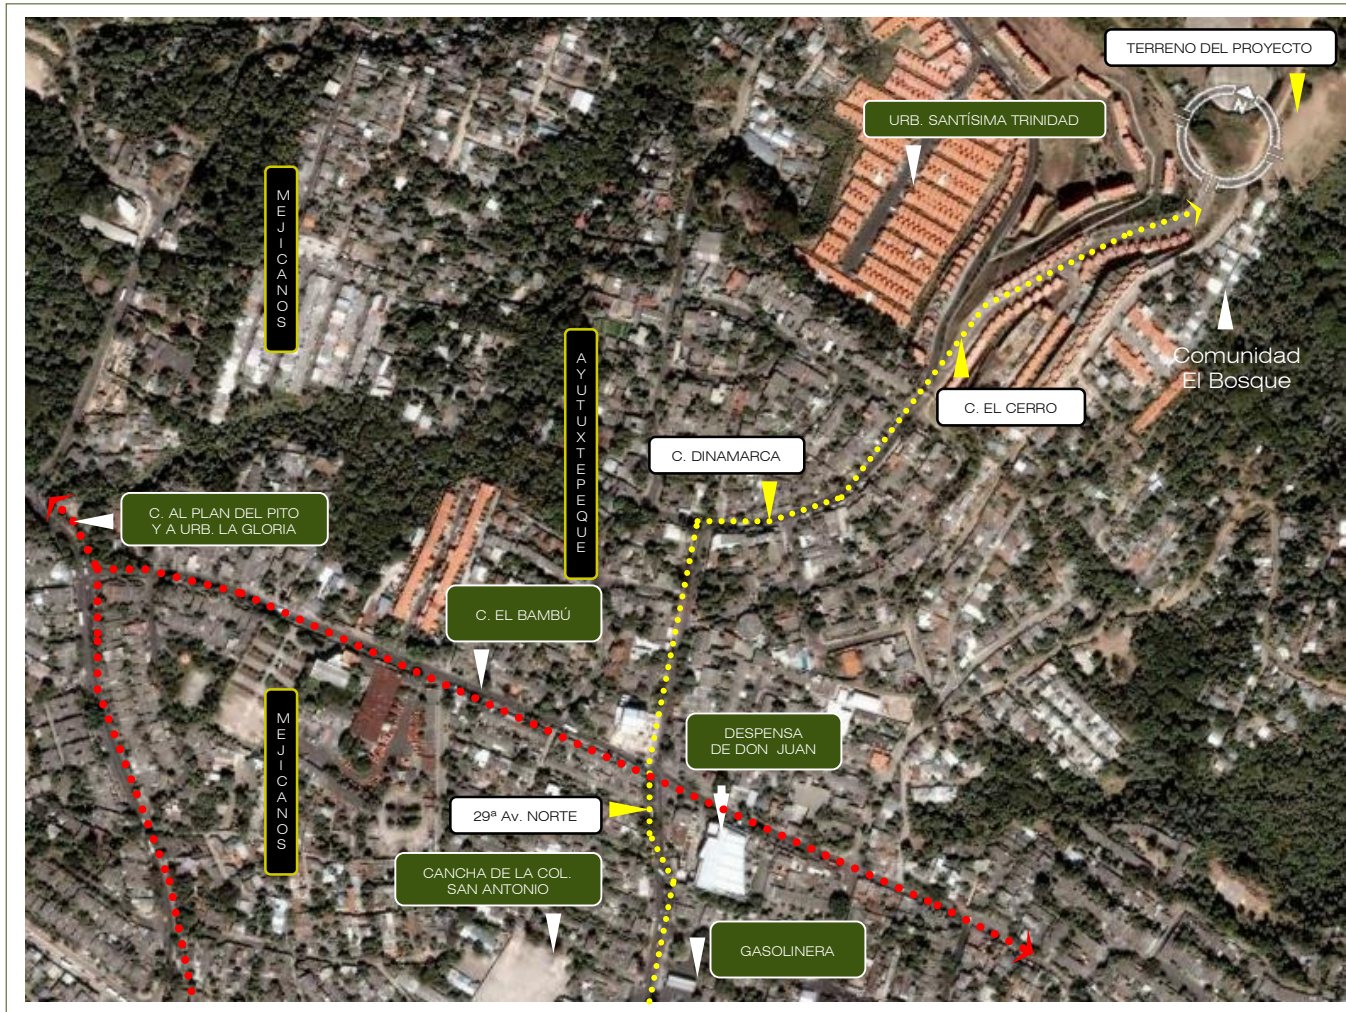 TERRENO DEL PROYECTO
URB. SANTÍSIMA TRINIDAD
N
MEJICANOS
AYUTUXTEPEQUE
Comunidad
El Bosque
C. EL CERRO
C. DINAMARCA
C. AL PLAN DEL PITO
Y A URB. LA GLORIA
C. EL BAMBÚ
MEJICANOS
DESPENSA
DE DON JUAN
29ª Av. NORTE
CANCHA DE LA COL.
SAN ANTONIO
GASOLINERA